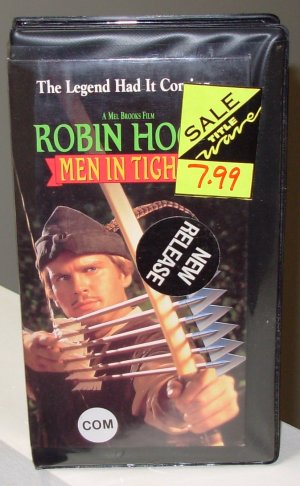 The Legend Had It Com
A MEL BROOKS FILM
ROBIN HOO
MEN IN TIGH
SALE
TITLE
wave
7.99
NEW
RELEASE
COM